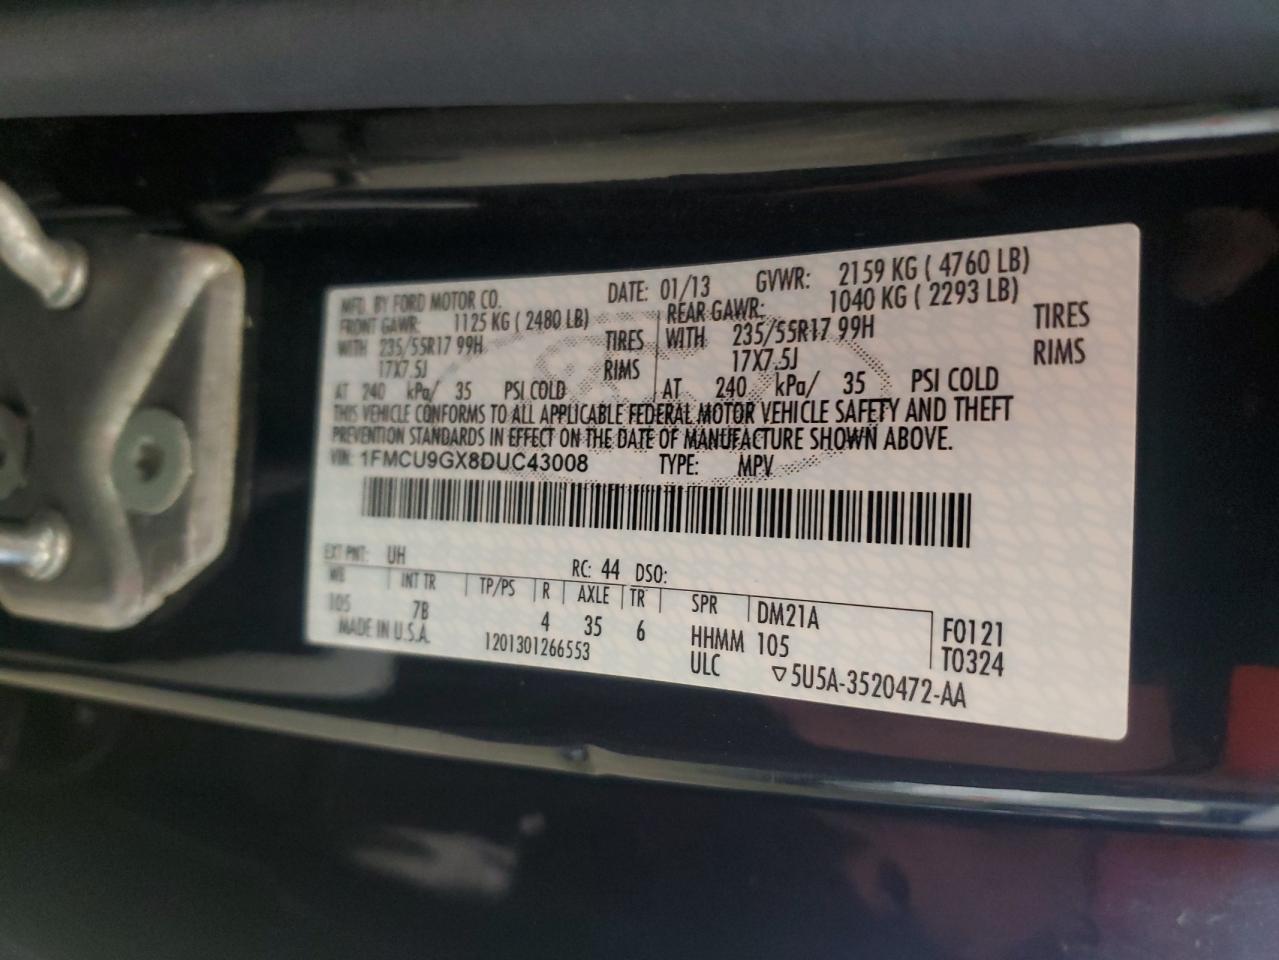 MFD. BY FORD MOTOR CO. DATE: 01/13 GVWR: 2159 KG ( 4760 LB)
FRONT GAWR: 1125 KG ( 2480 LB) REAR GAWR: 1040 KG ( 2293 LB)
WITH 235/55R17 99H TIRES WITH 235/55R17 99H TIRES
17X7.5J RIMS 17X7.5J RIMS
AT 240 kPa/ 35 PSI COLD AT 240 kPa/ 35 PSI COLD
THIS VEHICLE CONFORMS TO ALL APPLICABLE FEDERAL MOTOR VEHICLE SAFETY AND THEFT
PREVENTION STANDARDS IN EFFECT ON THE DATE OF MANUFACTURE SHOWN ABOVE.
VIN: 1FMCU9GX8DUC43008 TYPE: MPV
EXT PNT: UH RC: 44 DSO:
WB INT TR TP/PS R AXLE TR SPR DM21A F0121
105 7B 4 35 6 HHMM 105 T0324
MADE IN U.S.A. 1201301266553 ULC ▽5U5A-3520472-AA